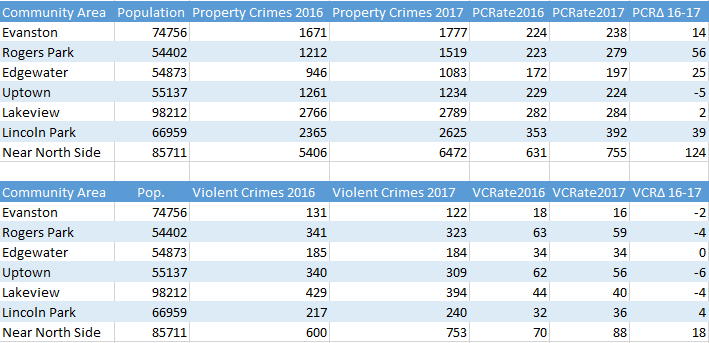 Community Area Population Property Crimes 2016 Property Crimes 2017 PCRate2016 PCRate2017 PCRΔ 16-17
Evanston 74756 1671 1777 224 238 14
Rogers Park 54402 1212 1519 223 279 56
Edgewater 54873 946 1083 172 197 25
Uptown 55137 1261 1234 229 224 -5
Lakeview 98212 2766 2789 282 284 2
Lincoln Park 66959 2365 2625 353 392 39
Near North Side 85711 5406 6472 631 755 124
Community Area Pop. Violent Crimes 2016 Violent Crimes 2017 VCRate2016 VCRate2017 VCRΔ 16-17
Evanston 74756 131 122 18 16 -2
Rogers Park 54402 341 323 63 59 -4
Edgewater 54873 185 184 34 34 0
Uptown 55137 340 309 62 56 -6
Lakeview 98212 429 394 44 40 -4
Lincoln Park 66959 217 240 32 36 4
Near North Side 85711 600 753 70 88 18